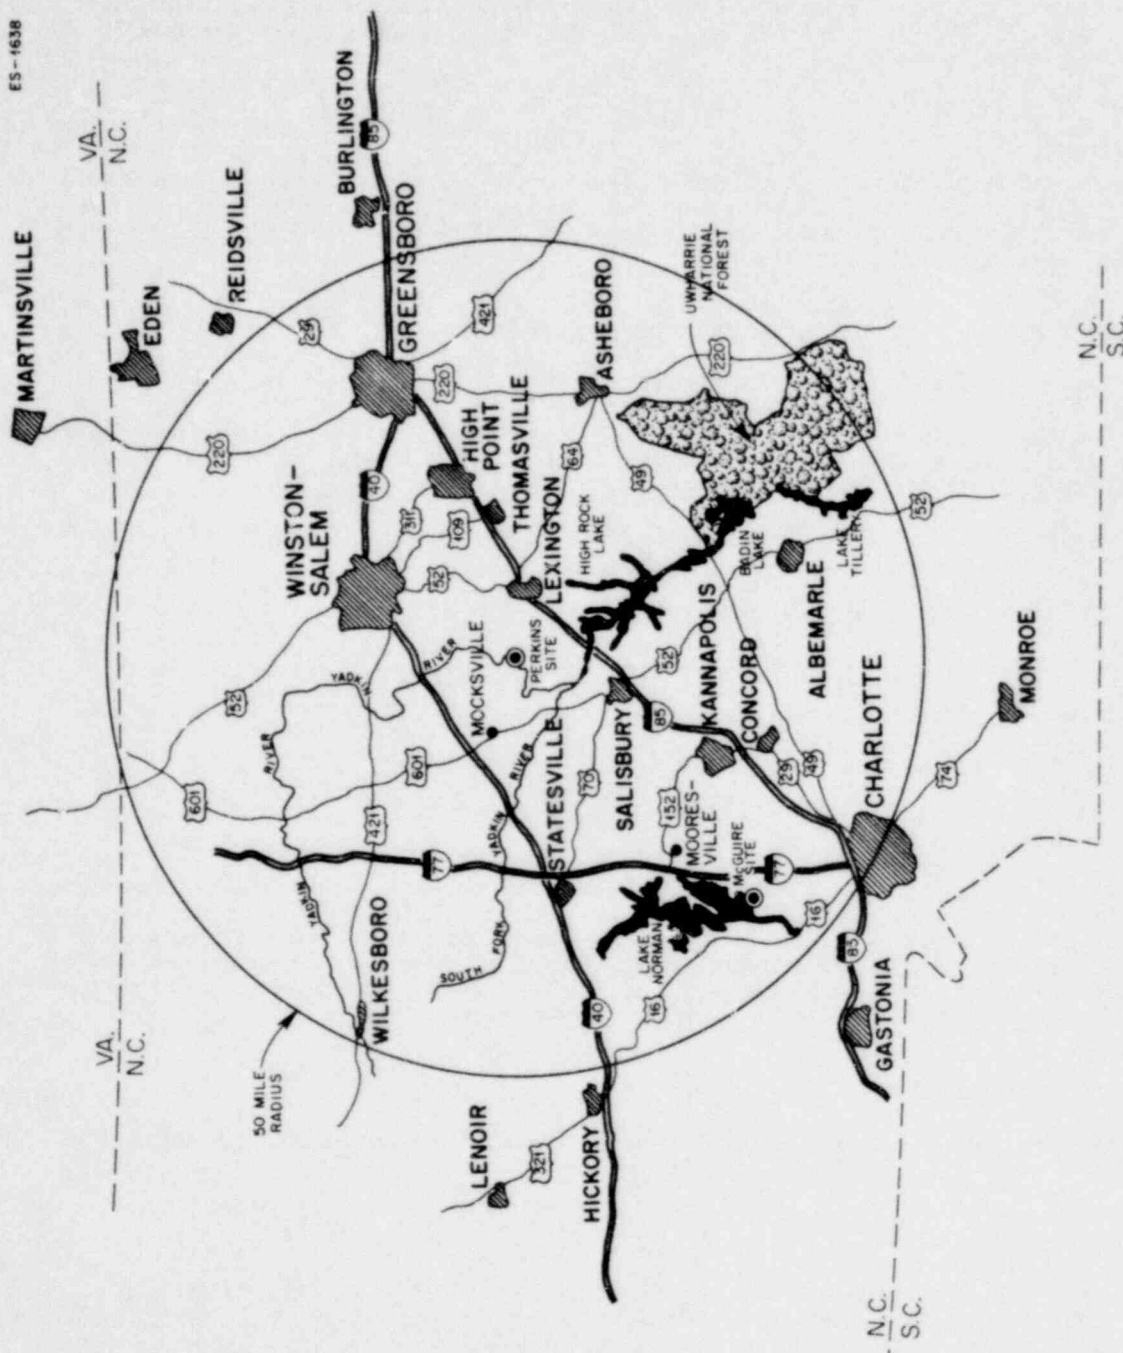 ES-1638
MARTINSVILLE
VA.
N.C.
EDEN
REIDSVILLE
BURLINGTON
85
GREENSBORO
29
220
421
220
ASHEBORO
UWHARRIE
NATIONAL
FOREST
220
N.C.
S.C.
WINSTON-
SALEM
40
311
109
52
HIGH
POINT
THOMASVILLE
LEXINGTON
64
49
HIGH ROCK
LAKE
BADIN
LAKE
LAKE
TILLERY
52
ALBEMARLE
52
601
RIVER
YADKIN
RIVER
MOCKSVILLE
PERKINS
SITE
601
421
YADKIN
SOUTH
FORK
YADKIN
RIVER
STATESVILLE
70
SALISBURY
52
85
KANNAPOLIS
CONCORD
29
49
152
MOORES-
VILLE
McGUIRE
SITE
77
77
CHARLOTTE
MONROE
74
WILKESBORO
LAKE
NORMAN
16
16
40
85
GASTONIA
VA.
N.C.
50 MILE
RADIUS
LENOIR
321
HICKORY
N.C.
S.C.